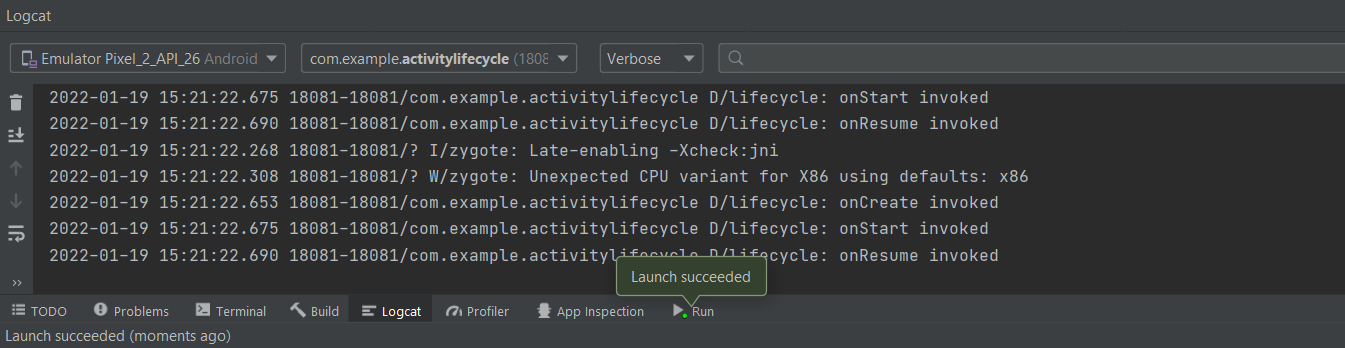 Logcat
Emulator Pixel_2_API_26 Android com.example.activitylifecycle (1808 Verbose
2022-01-19 15:21:22.675 18081-18081/com.example.activitylifecycle D/lifecycle: onStart invoked
2022-01-19 15:21:22.690 18081-18081/com.example.activitylifecycle D/lifecycle: onResume invoked
2022-01-19 15:21:22.268 18081-18081/? I/zygote: Late-enabling -Xcheck:jni
2022-01-19 15:21:22.308 18081-18081/? W/zygote: Unexpected CPU variant for X86 using defaults: x86
2022-01-19 15:21:22.653 18081-18081/com.example.activitylifecycle D/lifecycle: onCreate invoked
2022-01-19 15:21:22.675 18081-18081/com.example.activitylifecycle D/lifecycle: onStart invoked
2022-01-19 15:21:22.690 18081-18081/com.example.activitylifecycle D/lifecycle: onResume invoked
Launch succeeded
TODO Problems Terminal Build Logcat Profiler App Inspection Run
Launch succeeded (moments ago)